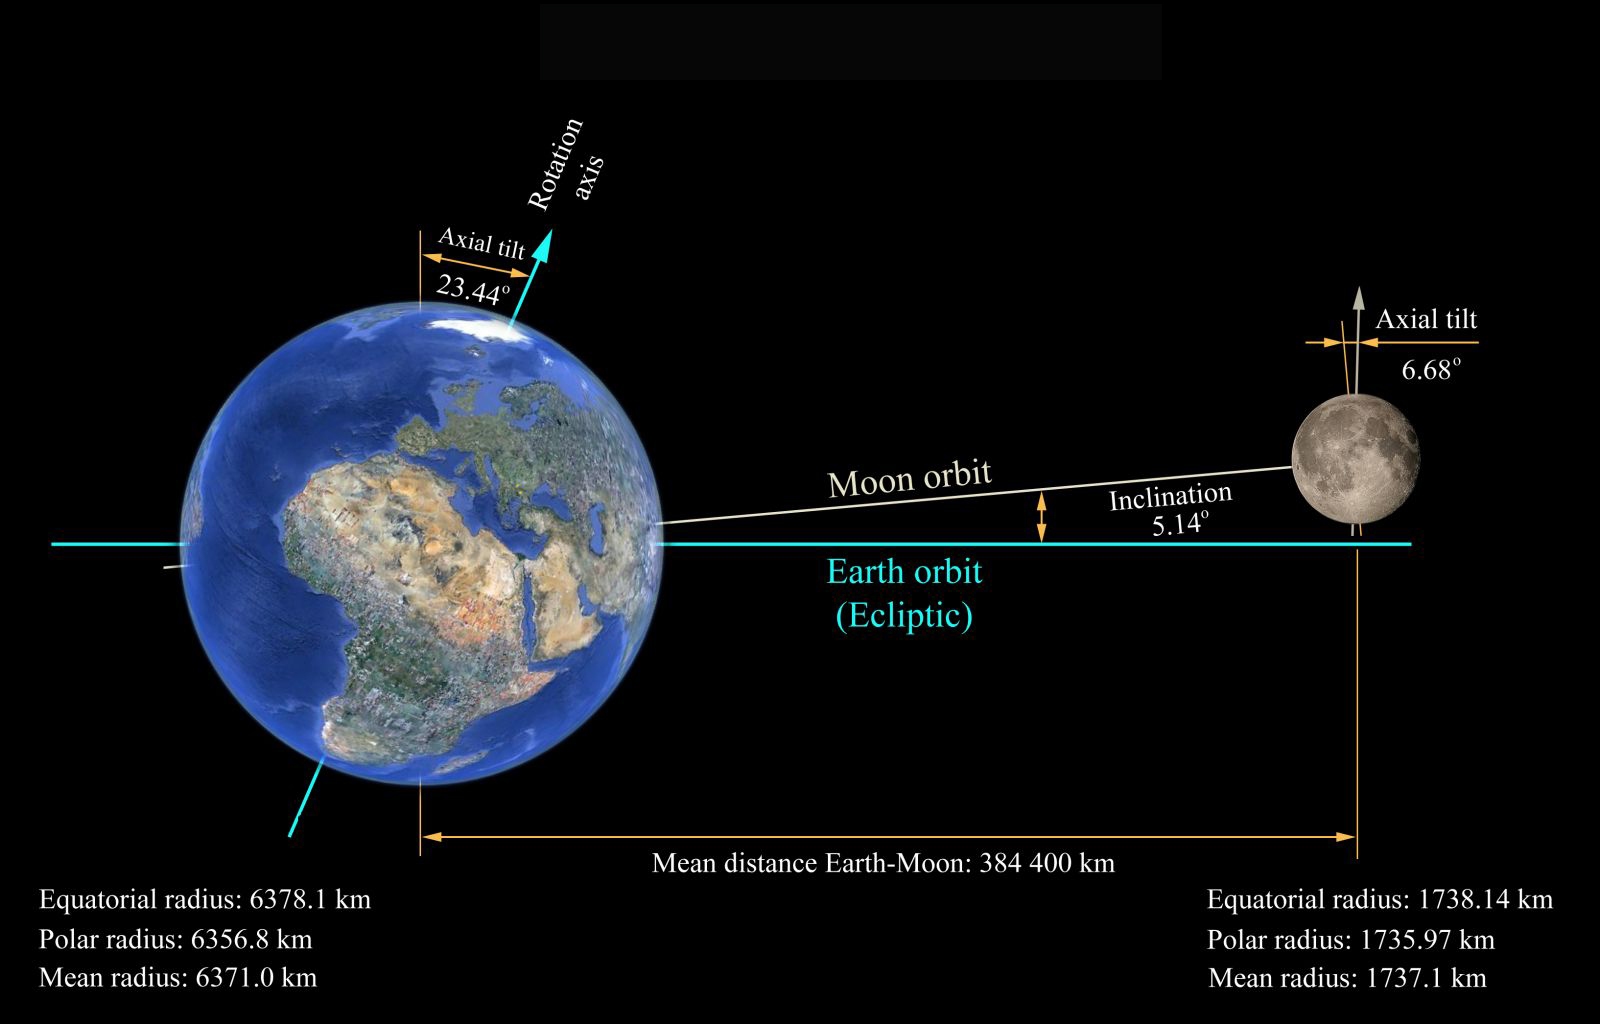 Rotation
axis
Axial tilt
23.44°
Axial tilt
6.68°
Moon orbit
Inclination
5.14°
Earth orbit
(Ecliptic)
Mean distance Earth-Moon: 384 400 km
Equatorial radius: 6378.1 km
Polar radius: 6356.8 km
Mean radius: 6371.0 km
Equatorial radius: 1738.14 km
Polar radius: 1735.97 km
Mean radius: 1737.1 km